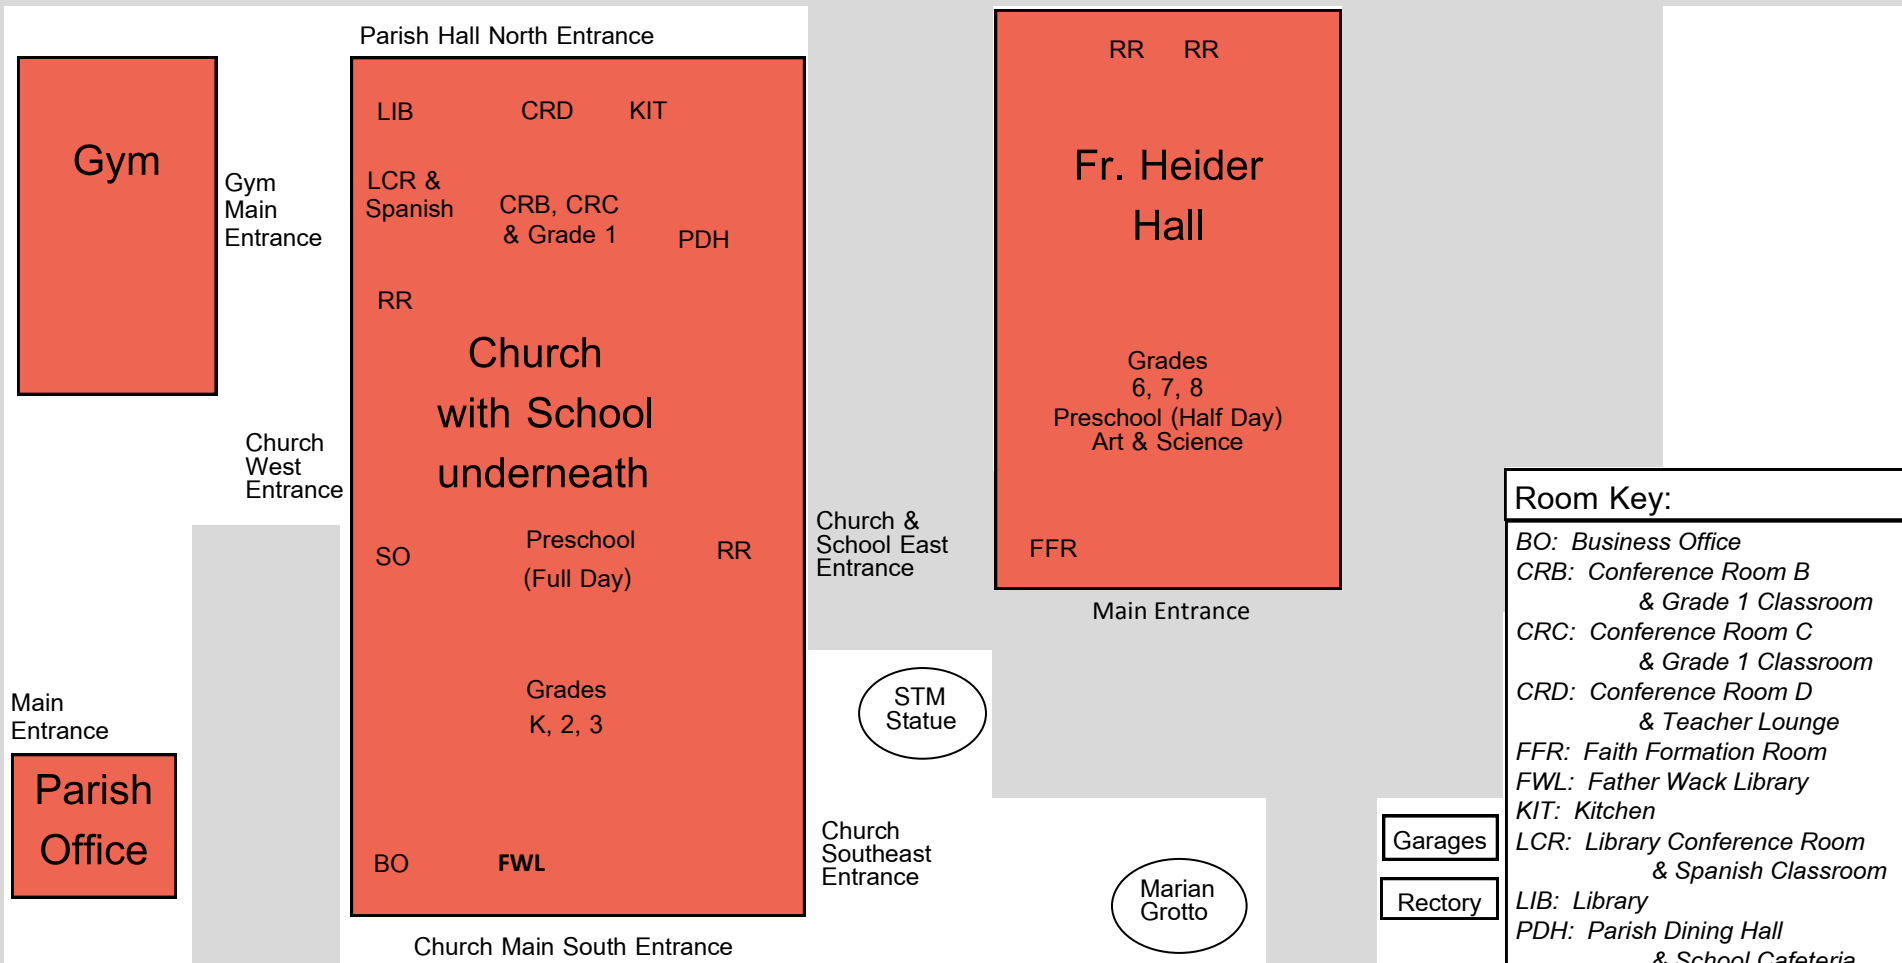 Parish Hall North Entrance
Gym
Gym
Main
Entrance
LIB
CRD
KIT
LCR &
Spanish
CRB, CRC
& Grade 1
PDH
RR
Church
with School
underneath
Church
West
Entrance
SO
Preschool
(Full Day)
RR
Church &
School East
Entrance
Grades
K, 2, 3
Main
Entrance
Parish
Office
BO
FWL
Church
Southeast
Entrance
Church Main South Entrance
RR RR
Fr. Heider
Hall
Grades
6, 7, 8
Preschool (Half Day)
Art & Science
FFR
Main Entrance
STM
Statue
Marian
Grotto
Garages
Rectory
Room Key:
BO: Business Office
CRB: Conference Room B
& Grade 1 Classroom
CRC: Conference Room C
& Grade 1 Classroom
CRD: Conference Room D
& Teacher Lounge
FFR: Faith Formation Room
FWL: Father Wack Library
KIT: Kitchen
LCR: Library Conference Room
& Spanish Classroom
LIB: Library
PDH: Parish Dining Hall
& School Cafeteria